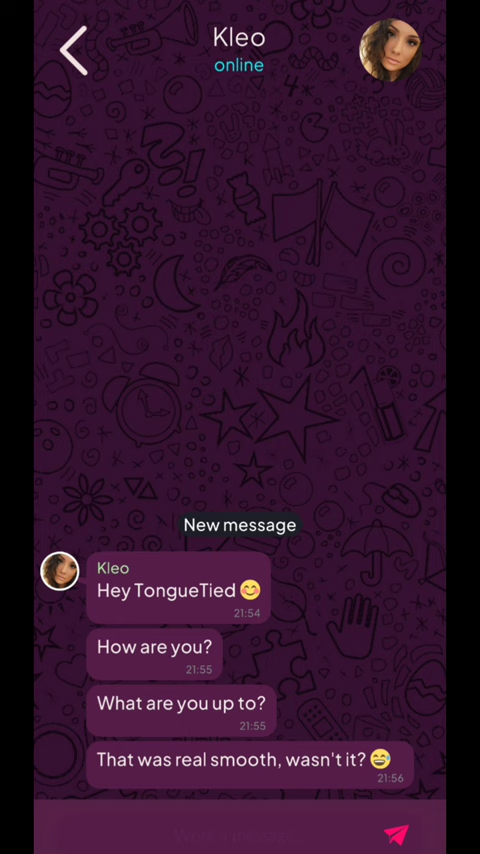 Kleo
online
New message
Kleo
Hey TongueTied 😊
21:54
How are you?
21:55
What are you up to?
21:55
That was real smooth, wasn't it? 😅
21:56